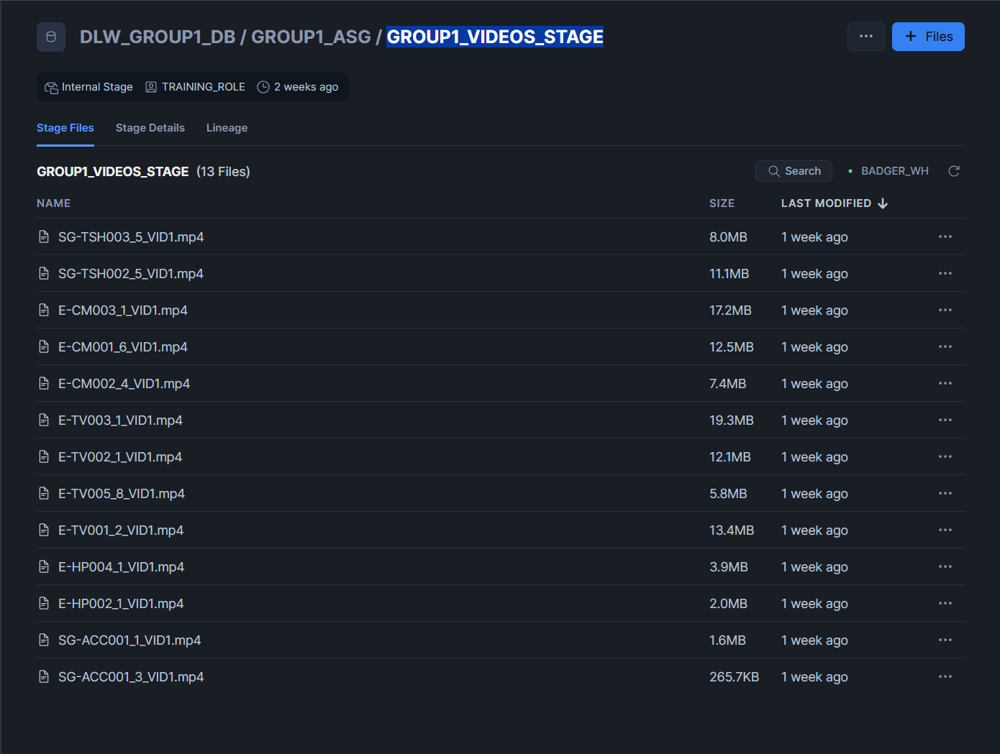 DLW_GROUP1_DB / GROUP1_ASG / GROUP1_VIDEOS_STAGE
Files
Internal Stage TRAINING_ROLE 2 weeks ago
Stage Files Stage Details Lineage
GROUP1_VIDEOS_STAGE (13 Files) Search BADGER_WH
NAME SIZE LAST MODIFIED
SG-TSH003_5_VID1.mp4 8.0MB 1 week ago
SG-TSH002_5_VID1.mp4 11.1MB 1 week ago
E-CM003_1_VID1.mp4 17.2MB 1 week ago
E-CM001_6_VID1.mp4 12.5MB 1 week ago
E-CM002_4_VID1.mp4 7.4MB 1 week ago
E-TV003_1_VID1.mp4 19.3MB 1 week ago
E-TV002_1_VID1.mp4 12.1MB 1 week ago
E-TV005_8_VID1.mp4 5.8MB 1 week ago
E-TV001_2_VID1.mp4 13.4MB 1 week ago
E-HP004_1_VID1.mp4 3.9MB 1 week ago
E-HP002_1_VID1.mp4 2.0MB 1 week ago
SG-ACC001_1_VID1.mp4 1.6MB 1 week ago
SG-ACC001_3_VID1.mp4 265.7KB 1 week ago